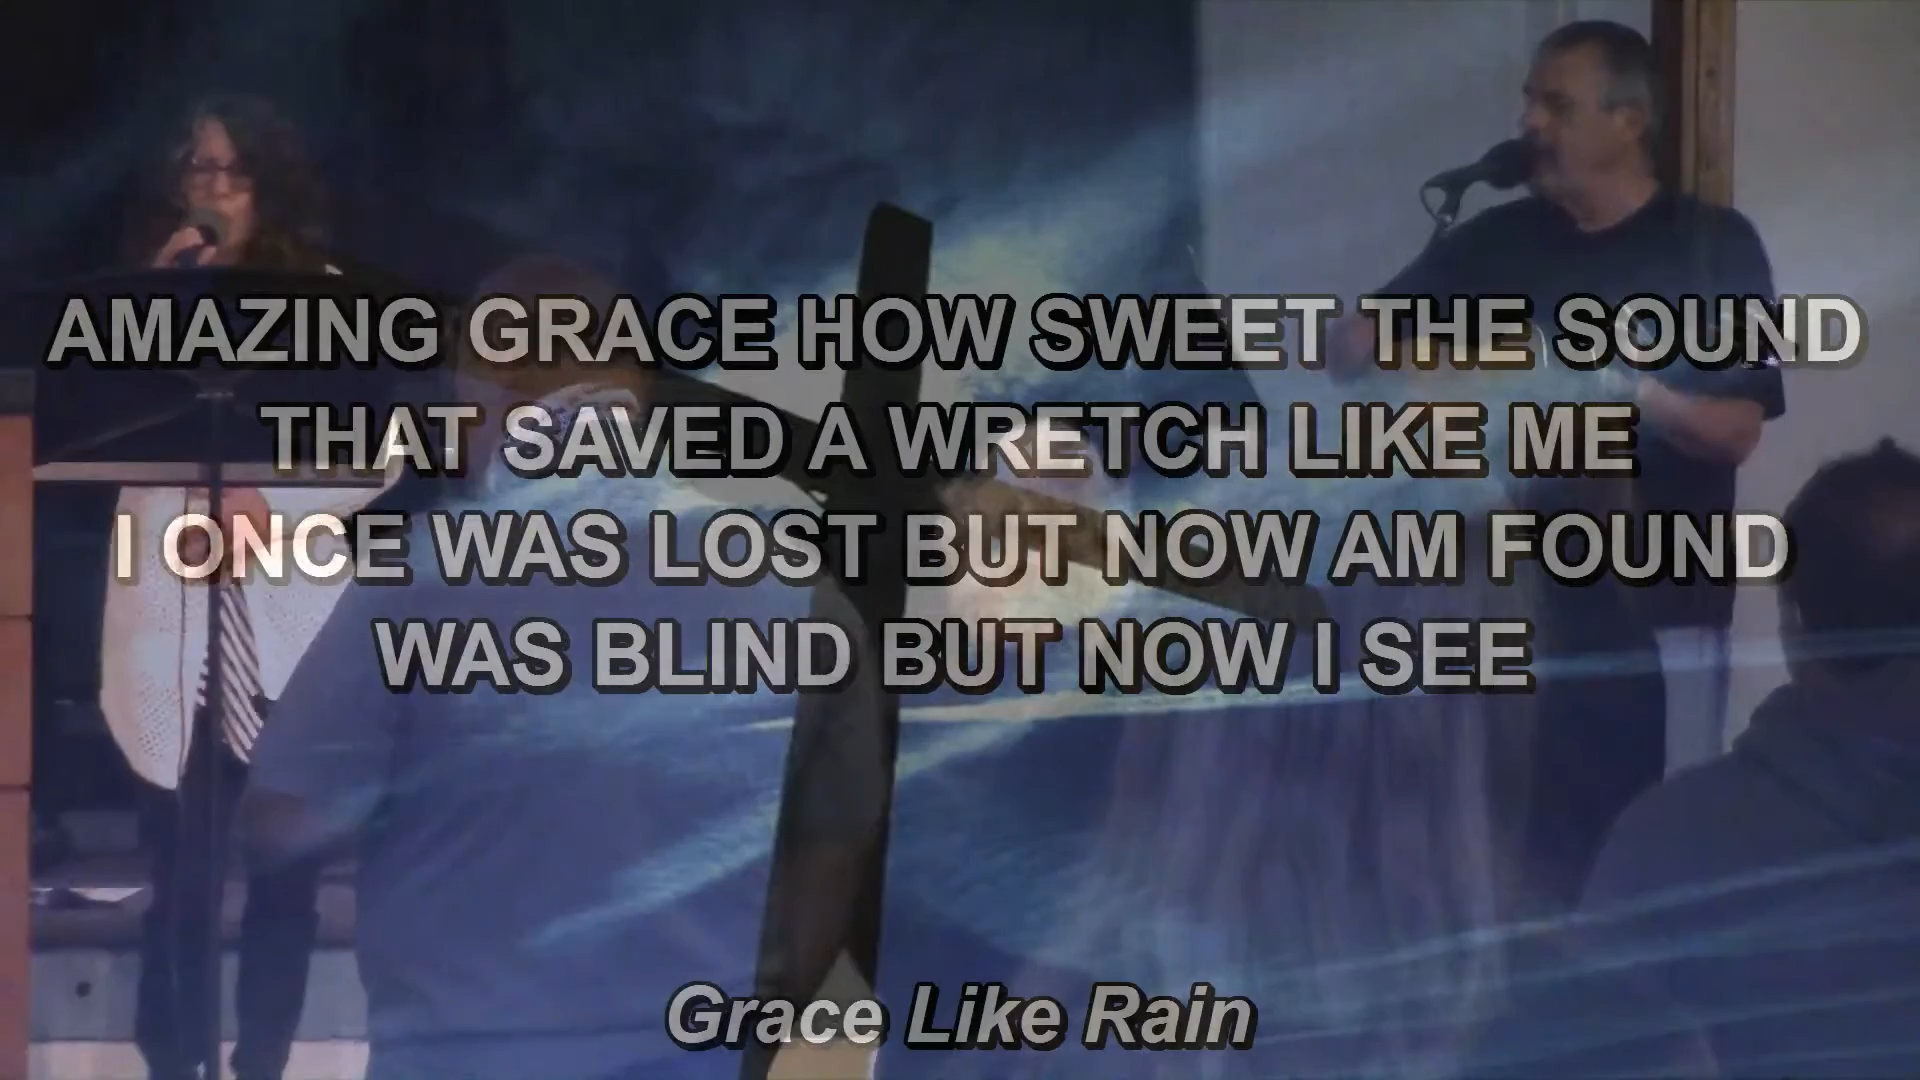 AMAZING GRACE HOW SWEET THE SOUND
THAT SAVED A WRETCH LIKE ME
I ONCE WAS LOST BUT NOW AM FOUND
WAS BLIND BUT NOW I SEE
Grace Like Rain